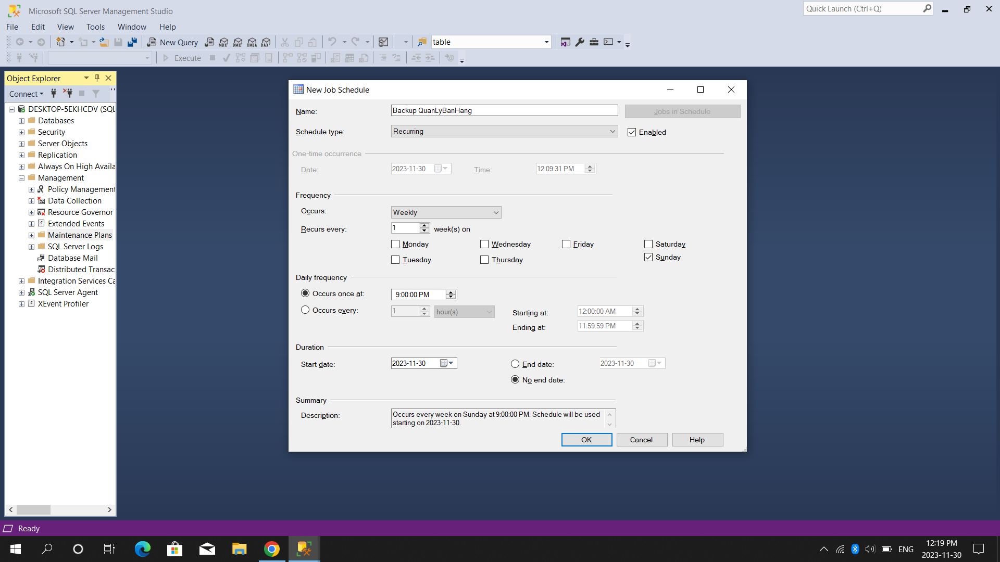 Microsoft SQL Server Management Studio
Quick Launch (Ctrl+Q)
File Edit View Tools Window Help
New Query MDX DMX XMLA DAX table
Execute
Object Explorer
Connect
DESKTOP-5EKHCDV (SQL
Databases
Security
Server Objects
Replication
Always On High Availa
Management
Policy Management
Data Collection
Resource Governor
Extended Events
Maintenance Plans
SQL Server Logs
Database Mail
Distributed Transac
Integration Services Ca
SQL Server Agent
XEvent Profiler
New Job Schedule
Name: Backup QuanLyBanHang Jobs in Schedule
Schedule type: Recurring Enabled
One-time occurrence
Date: 2023-11-30 Time: 12:09:31 PM
Frequency
Occurs: Weekly
Recurs every: 1 week(s) on
Monday Wednesday Friday Saturday
Tuesday Thursday Sunday
Daily frequency
Occurs once at: 9:00:00 PM
Occurs every: 1 hour(s) Starting at: 12:00:00 AM
Ending at: 11:59:59 PM
Duration
Start date: 2023-11-30 End date: 2023-11-30
No end date:
Summary
Description: Occurs every week on Sunday at 9:00:00 PM. Schedule will be used
starting on 2023-11-30.
OK Cancel Help
Ready
ENG 12:19 PM
2023-11-30